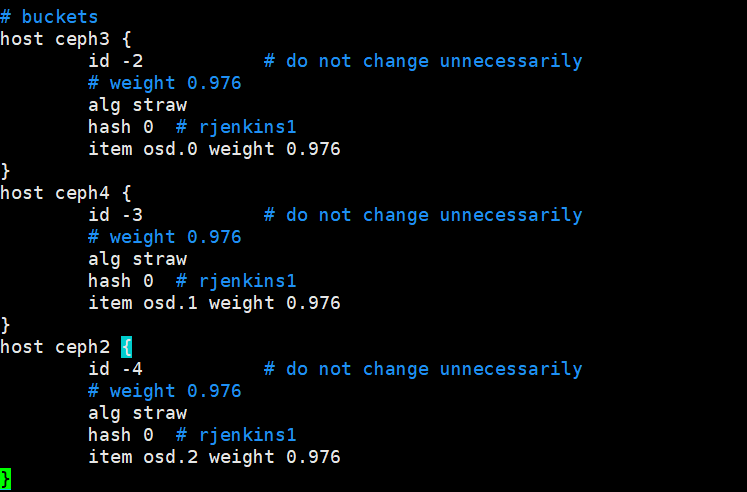 # buckets
host ceph3 {
        id -2           # do not change unnecessarily
        # weight 0.976
        alg straw
        hash 0  # rjenkins1
        item osd.0 weight 0.976
}
host ceph4 {
        id -3           # do not change unnecessarily
        # weight 0.976
        alg straw
        hash 0  # rjenkins1
        item osd.1 weight 0.976
}
host ceph2 {
        id -4           # do not change unnecessarily
        # weight 0.976
        alg straw
        hash 0  # rjenkins1
        item osd.2 weight 0.976
}